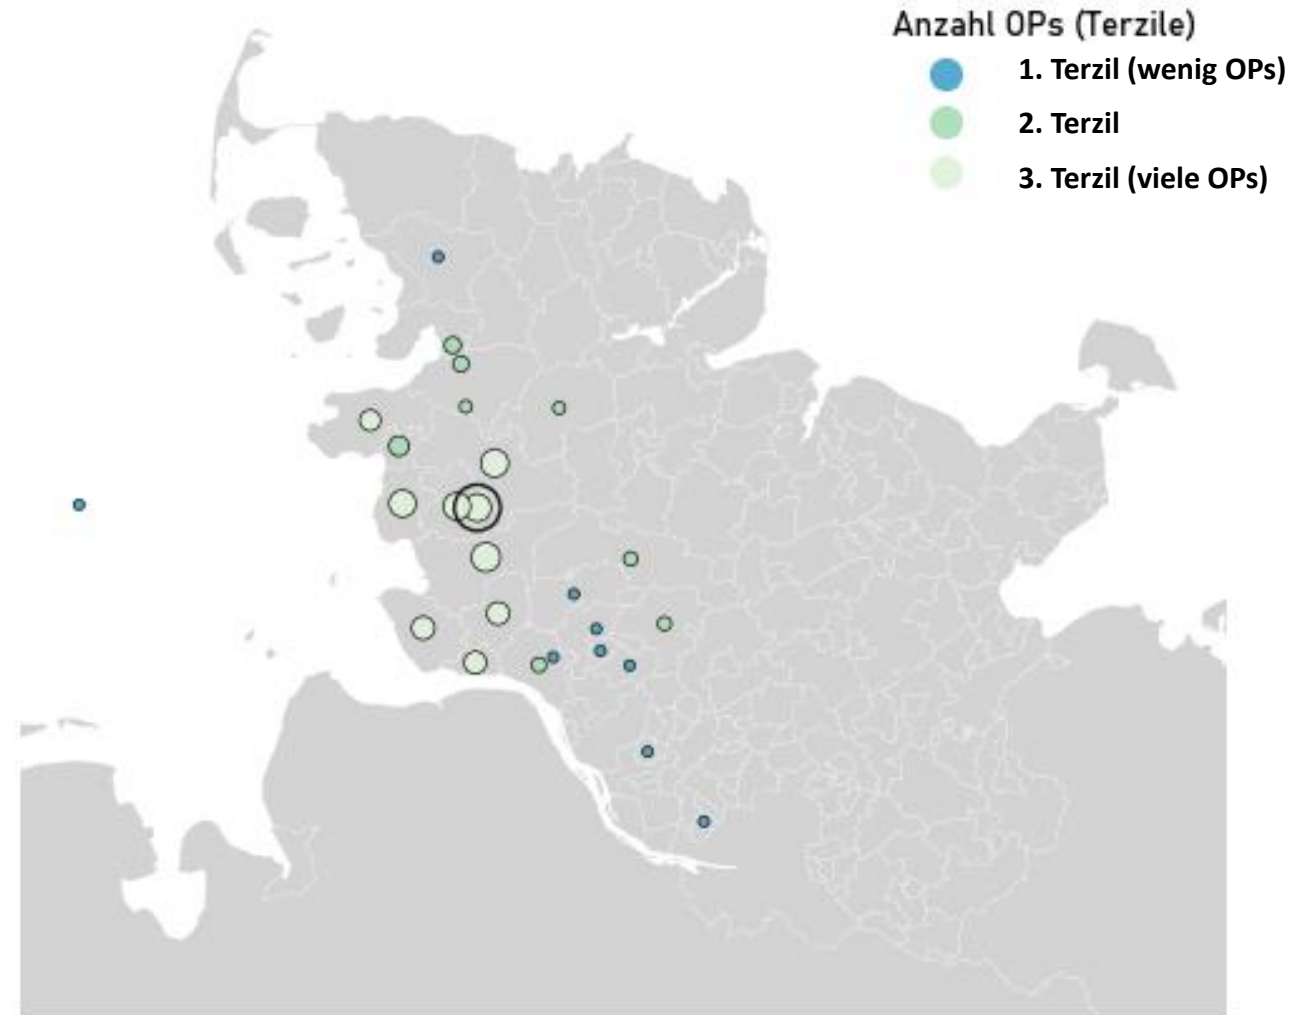 Anzahl OPs (Terzile)
1. Terzil (wenig OPs)
2. Terzil
3. Terzil (viele OPs)